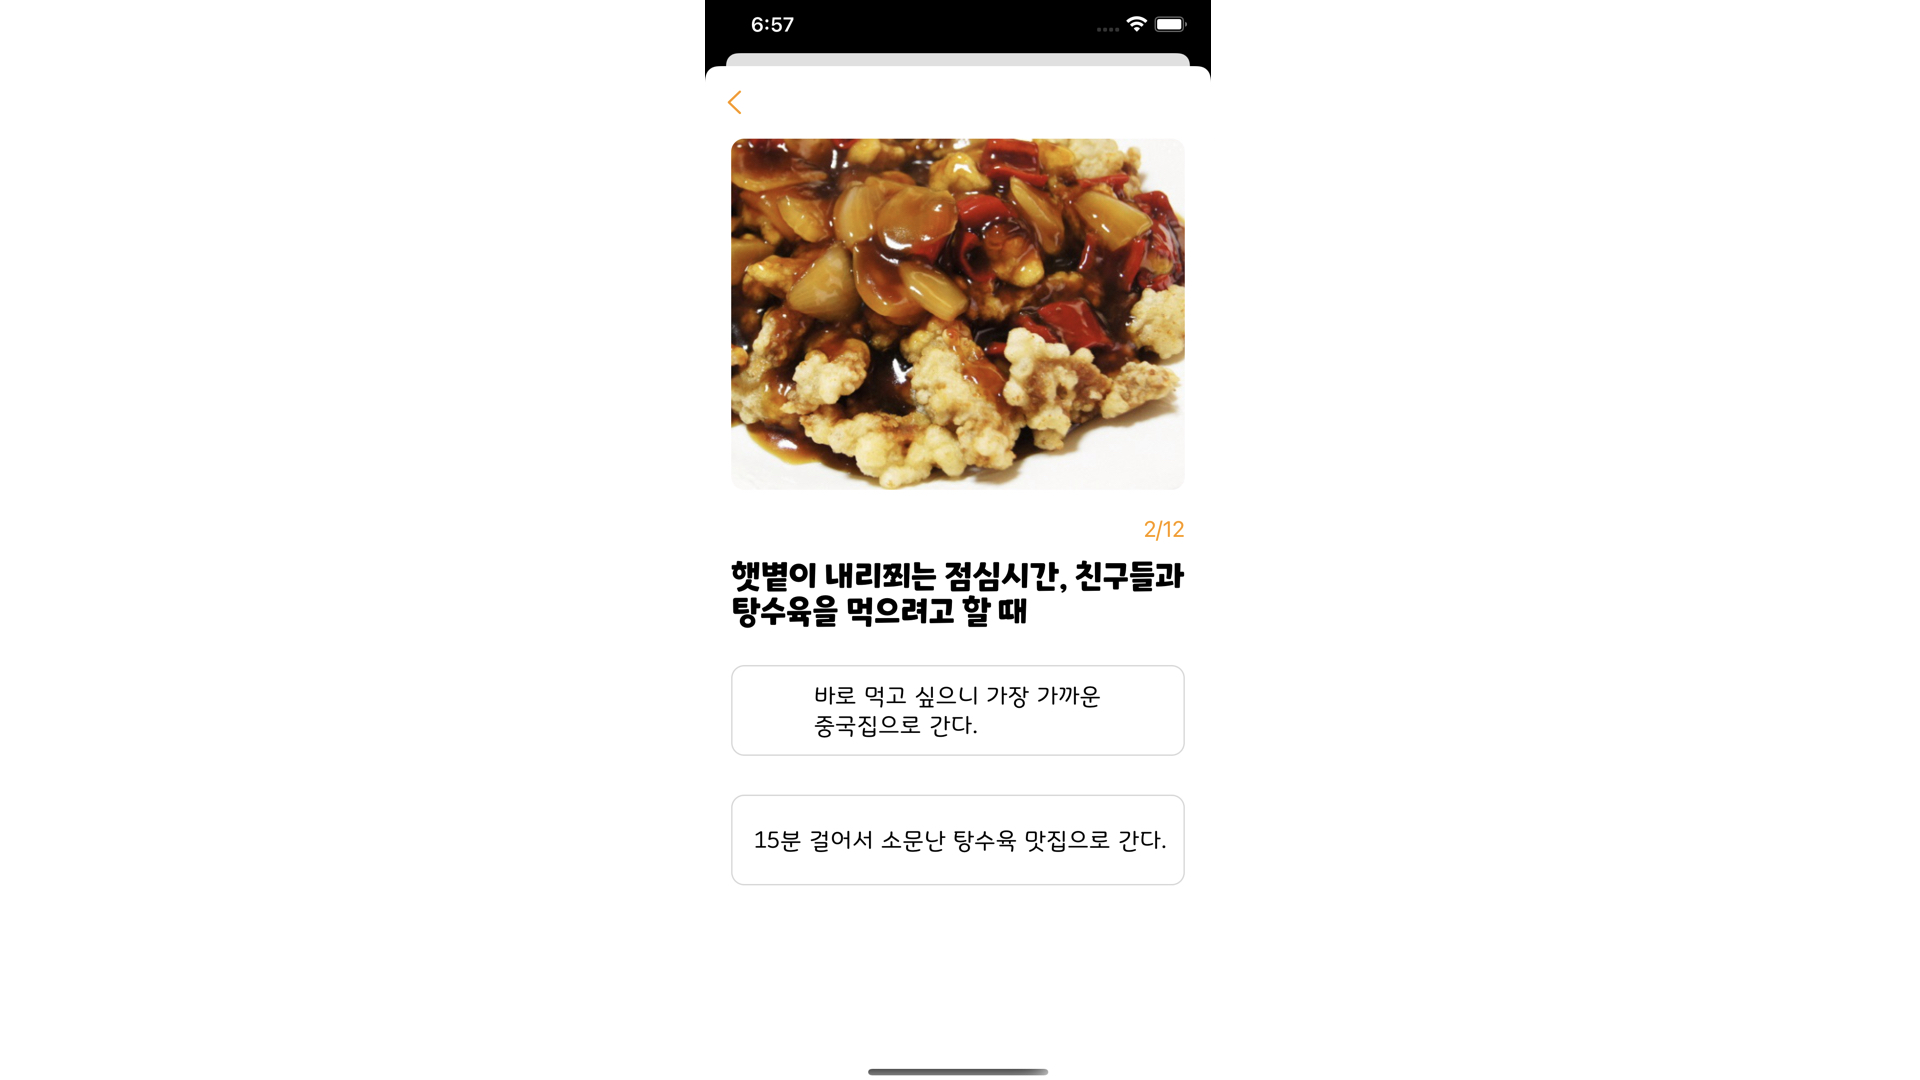 6:57
2/12
햇볕이 내리쬐는 점심시간, 친구들과
탕수육을 먹으려고 할 때
바로 먹고 싶으니 가장 가까운
중국집으로 간다.
15분 걸어서 소문난 탕수육 맛집으로 간다.